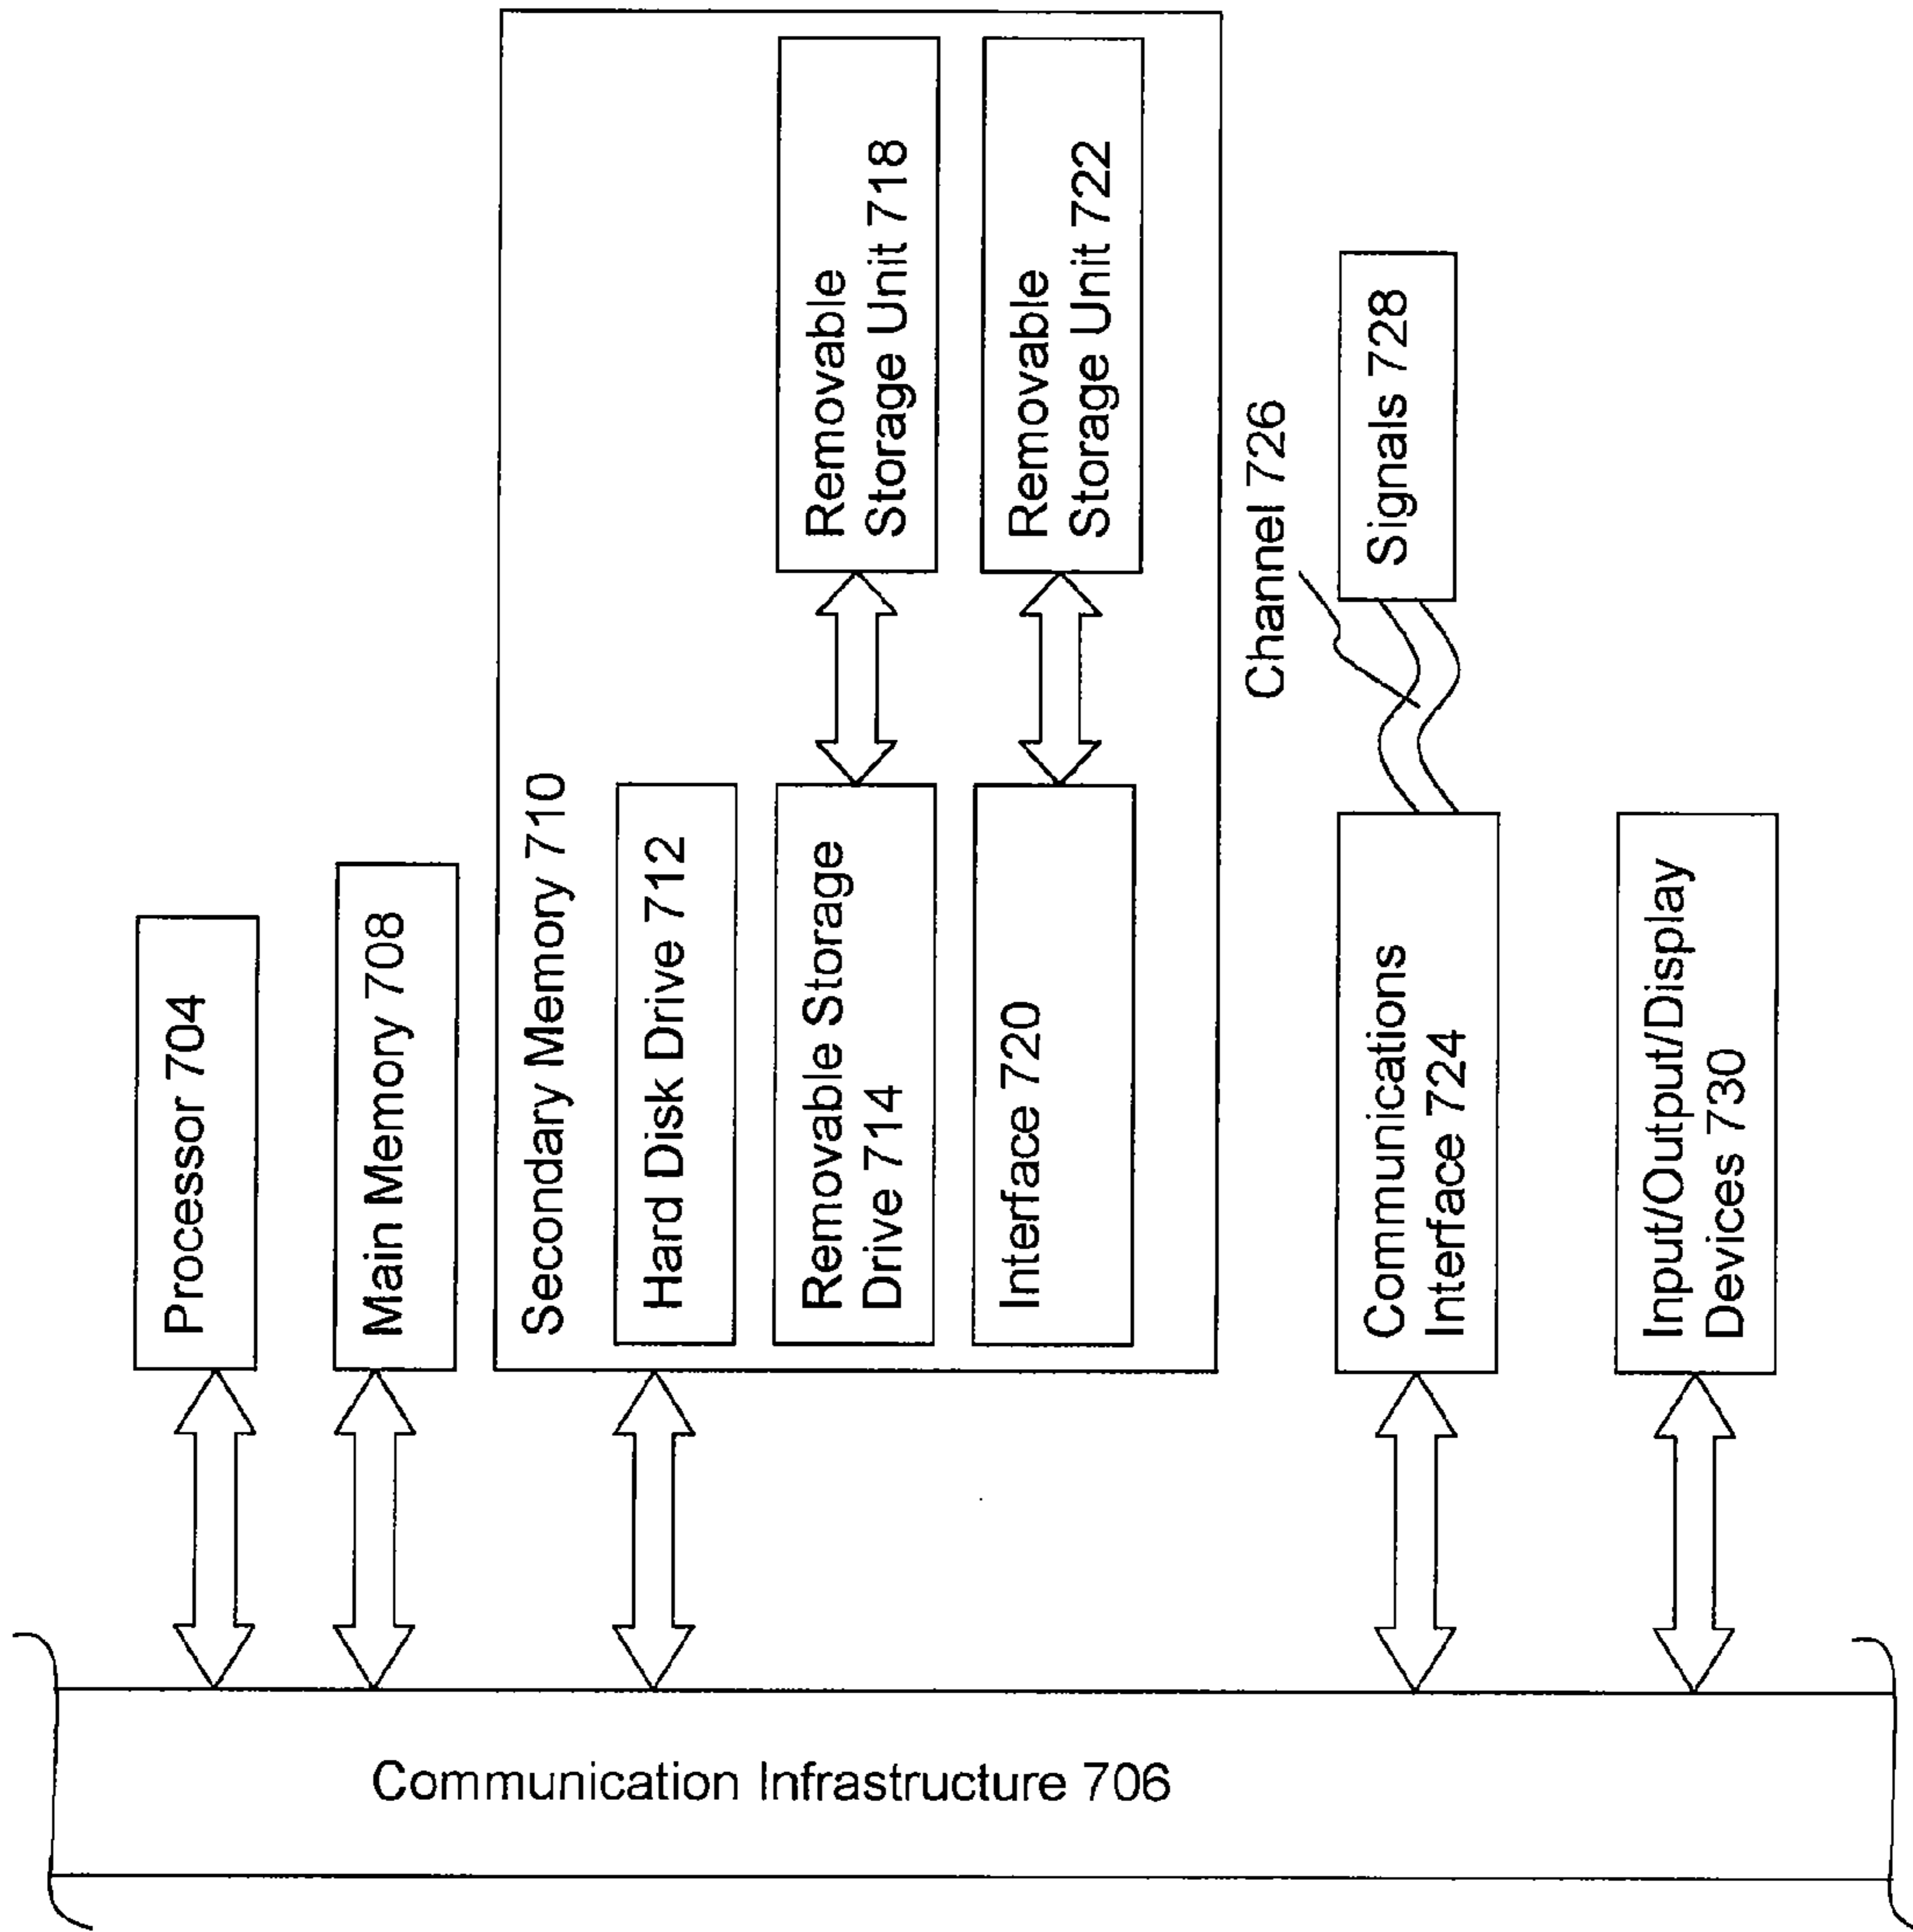 Processor 704
Main Memory 708
Secondary Memory 710
Hard Disk Drive 712
Removable Storage
Drive 714
Removable
Storage Unit 718
Interface 720
Removable
Storage Unit 722
Channel 726
Communications
Interface 724
Signals 728
Input/Output/Display
Devices 730
Communication Infrastructure 706